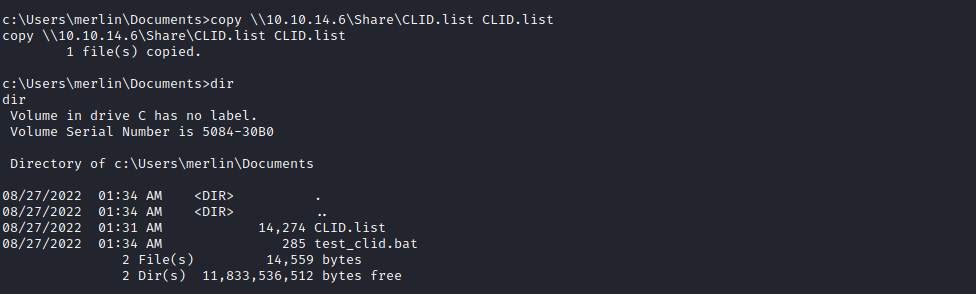 c:\Users\merlin\Documents>copy \\10.10.14.6\Share\CLID.list CLID.list
copy \\10.10.14.6\Share\CLID.list CLID.list
        1 file(s) copied.
c:\Users\merlin\Documents>dir
dir
 Volume in drive C has no label.
 Volume Serial Number is 5084-30B0
 Directory of c:\Users\merlin\Documents
08/27/2022  01:34 AM    <DIR>          .
08/27/2022  01:34 AM    <DIR>          ..
08/27/2022  01:31 AM            14,274 CLID.list
08/27/2022  01:34 AM               285 test_clid.bat
               2 File(s)         14,559 bytes
               2 Dir(s)  11,833,536,512 bytes free